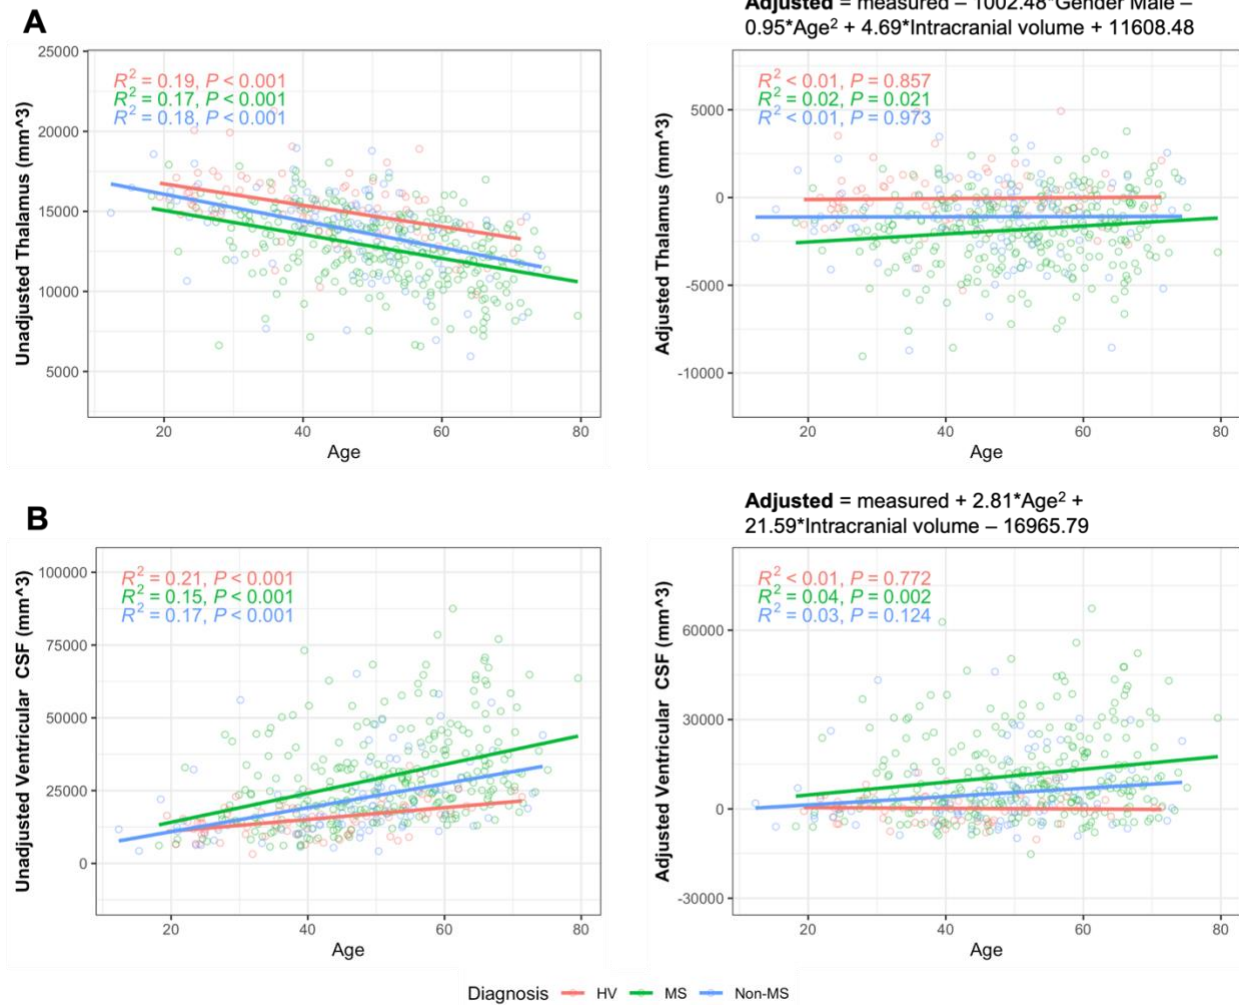 A
Adjusted = measured – 1002.48*Gender Male –
0.95*Age² + 4.69*Intracranial volume + 11608.48
Unadjusted Thalamus (mm^3)
25000
20000
15000
10000
5000
R² = 0.19, P < 0.001
R² = 0.17, P < 0.001
R² = 0.18, P < 0.001
20
40
60
80
Age
Adjusted Thalamus (mm^3)
5000
0
-5000
-10000
R² < 0.01, P = 0.857
R² = 0.02, P = 0.021
R² < 0.01, P = 0.973
20
40
60
80
Age
B
Adjusted = measured + 2.81*Age² +
21.59*Intracranial volume – 16965.79
Unadjusted Ventricular CSF (mm^3)
100000
75000
50000
25000
0
R² = 0.21, P < 0.001
R² = 0.15, P < 0.001
R² = 0.17, P < 0.001
20
40
60
80
Age
Adjusted Ventricular CSF (mm^3)
60000
30000
0
-30000
R² < 0.01, P = 0.772
R² = 0.04, P = 0.002
R² = 0.03, P = 0.124
20
40
60
80
Age
Diagnosis HV MS Non-MS